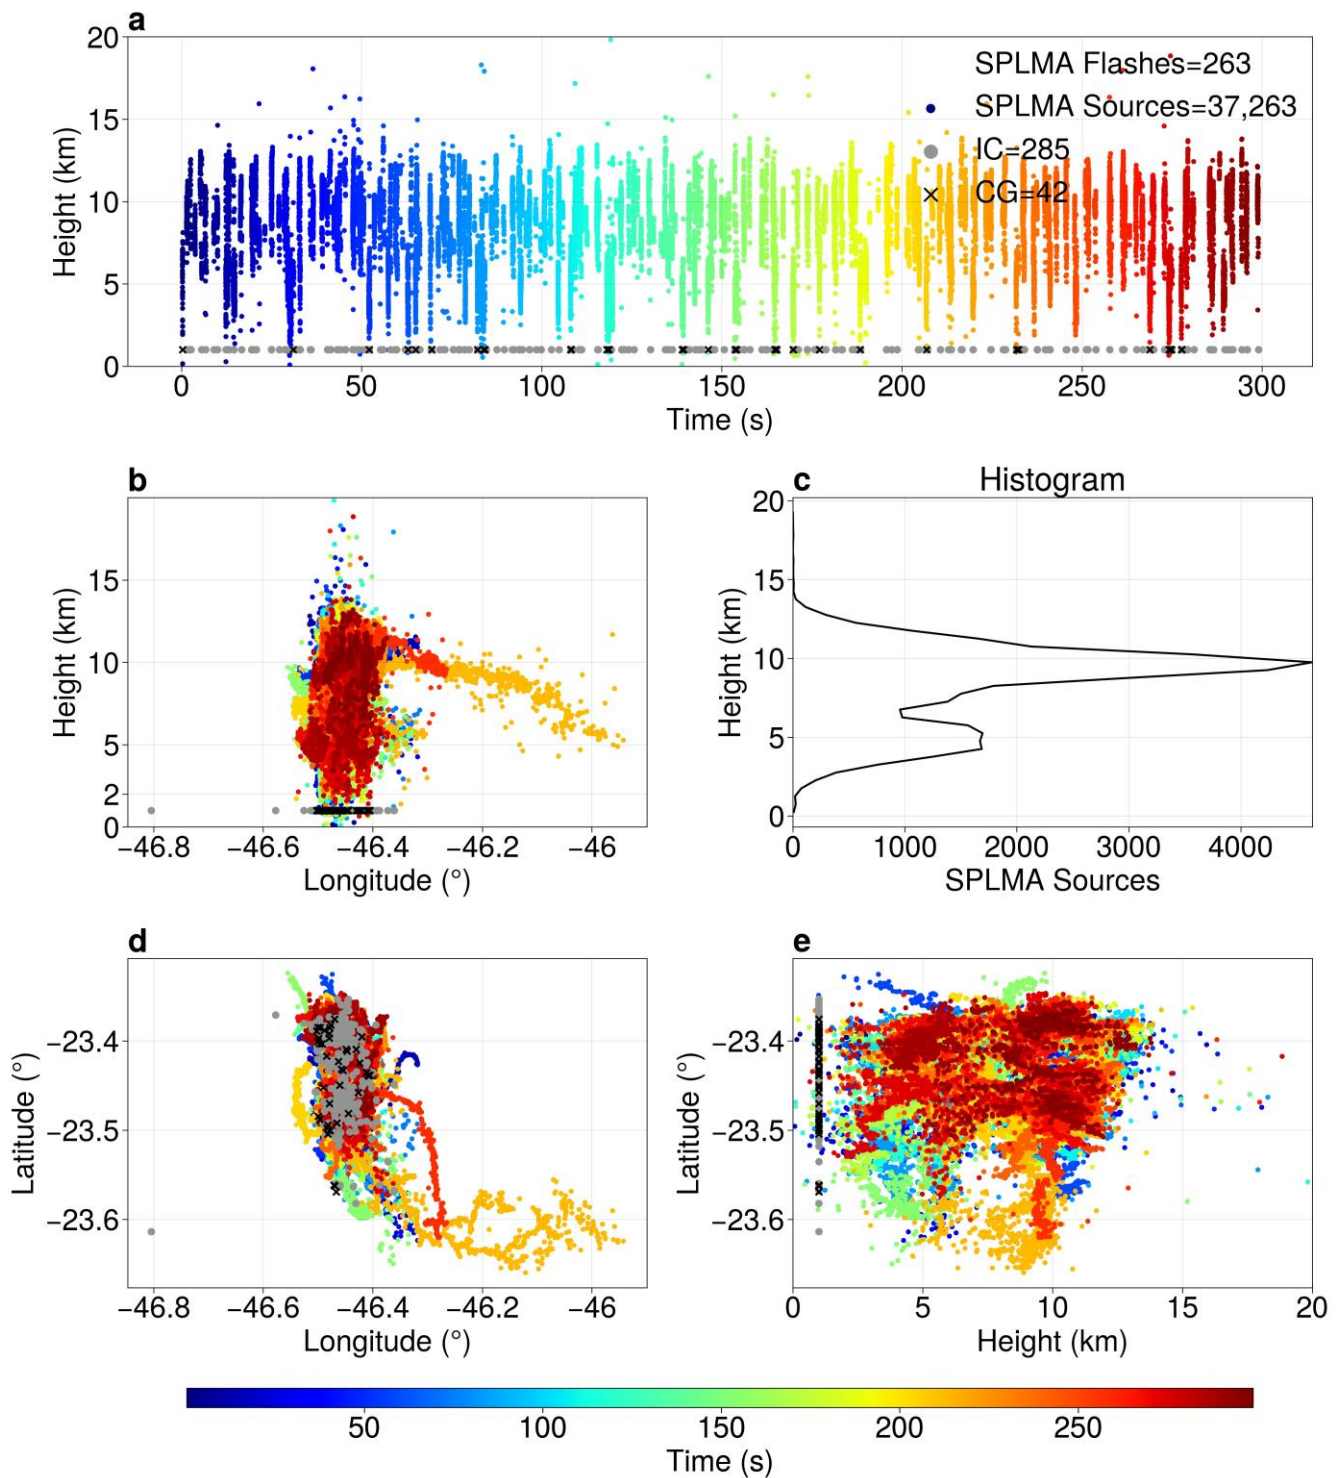 a
20
15
10
5
0
Height (km)
SPLMA Flashes=263
SPLMA Sources=37,263
IC=285
CG=42
0 50 100 150 200 250 300
Time (s)
b
15
10
5
2
0
Height (km)
−46.8 −46.6 −46.4 −46.2 −46
Longitude (°)
c
Histogram
20
15
10
5
0
Height (km)
0 1000 2000 3000 4000
SPLMA Sources
d
−23.4
−23.5
−23.6
Latitude (°)
−46.8 −46.6 −46.4 −46.2 −46
Longitude (°)
e
−23.4
−23.5
−23.6
Latitude (°)
0 5 10 15 20
Height (km)
50 100 150 200 250
Time (s)